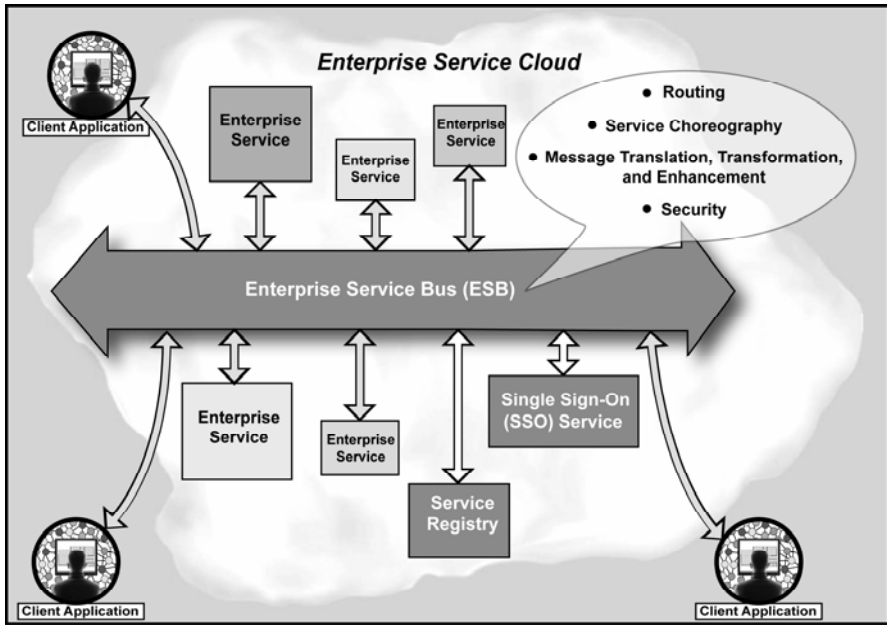 Enterprise Service Cloud
Client Application
Enterprise
Service
Enterprise
Service
Enterprise
Service
● Routing
● Service Choreography
● Message Translation, Transformation,
and Enhancement
● Security
Enterprise Service Bus (ESB)
Enterprise
Service
Enterprise
Service
Single Sign-On
(SSO) Service
Service
Registry
Client Application
Client Application